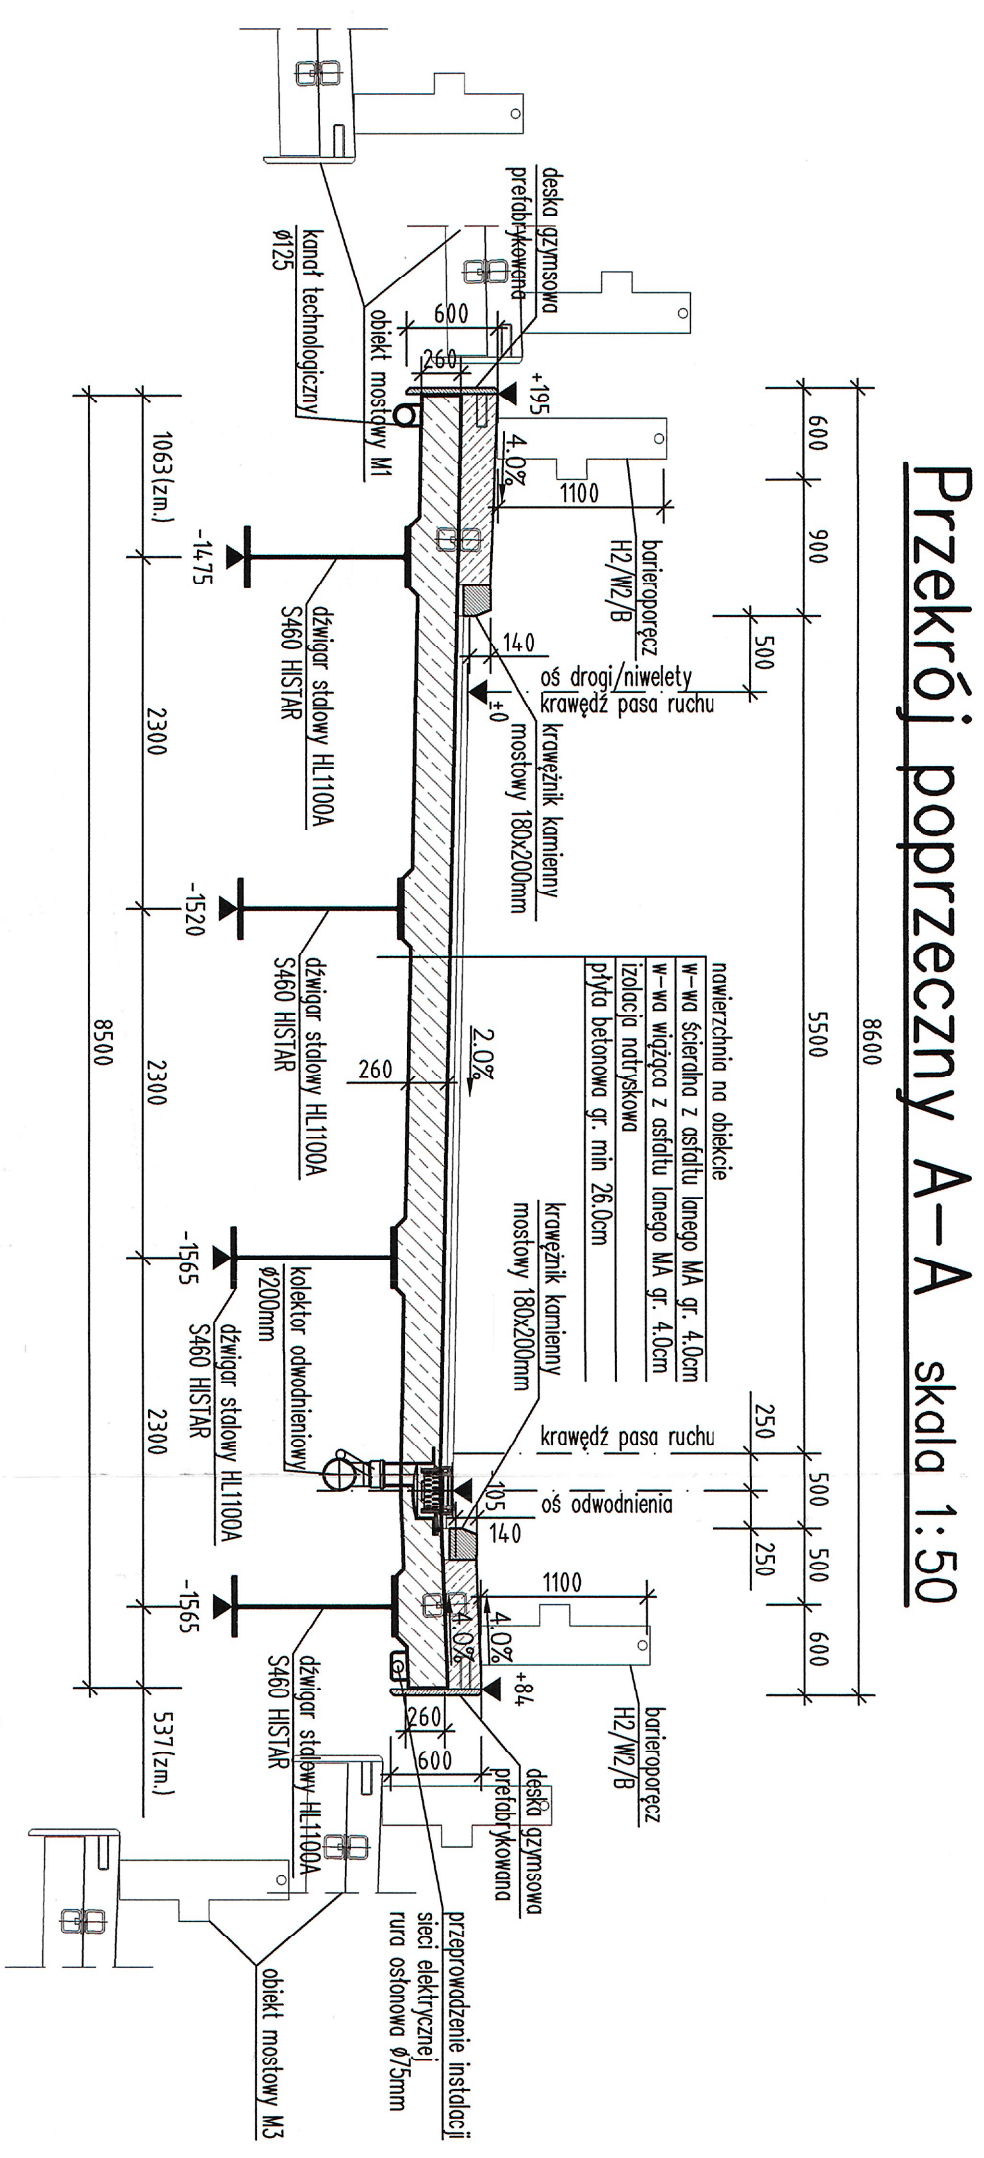 Przekrój poprzeczny A-A skala 1:50
8600
600
900
5500
500
500
600
500
250
250
barieroporęcz
H2/W2/B
1100
oś drogi/niwelety
krawędź pasa ruchu
nawierzchnia na obiekcie
w-wa ścieralna z asfaltu lanego MA gr. 4.0cm
w-wa wiążąca z asfaltu lanego MA gr. 4.0cm
izolacja natryskowa
płyta betonowa gr. min 26.0cm
krawędź pasa ruchu
oś odwodnienia
1100
barieroporęcz
H2/W2/B
deska gzymsowa
prefabrykowana
+195
4.0%
140
±0
krawężnik kamienny
mostowy 180x200mm
2.0%
krawężnik kamienny
mostowy 180x200mm
-105
140
4.0%
4.0%
+84
deska gzymsowa
prefabrykowana
600
260
260
260
600
obiekt mostowy M1
kanał technologiczny
ø125
dźwigar stalowy HL1100A
S460 HISTAR
dźwigar stalowy HL1100A
S460 HISTAR
kolektor odwodnieniowy
ø200mm
dźwigar stalowy HL1100A
S460 HISTAR
dźwigar stalowy HL1100A
S460 HISTAR
przeprowadzenie instalacji
sieci elektrycznej
rura osłonowa ø75mm
obiekt mostowy M3
-1475
-1520
-1565
-1565
1063(zm.)
2300
2300
2300
537(zm.)
8500